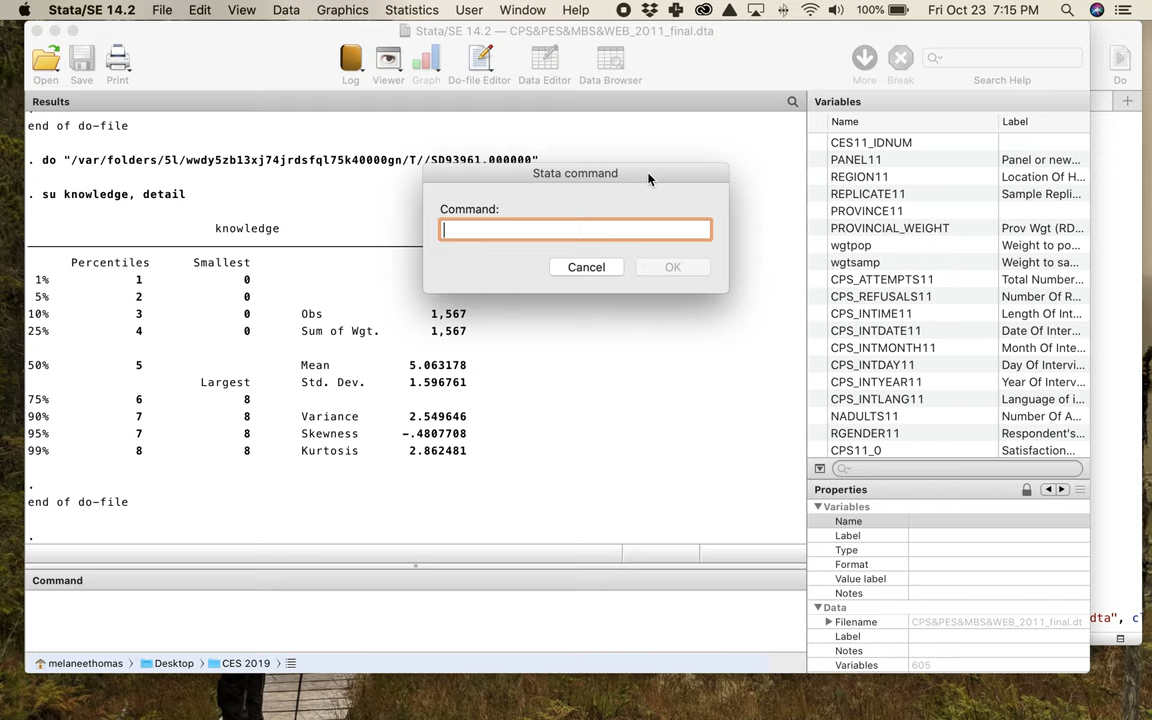 Stata/SE 14.2 File Edit View Data Graphics Statistics User Window Help 100% Fri Oct 23 7:15 PM
Stata/SE 14.2 — CPS&PES&MBS&WEB_2011_final.dta
Open Save Print Log Viewer Graph Do-file Editor Data Editor Data Browser More Break Search Help Do
Results
end of do-file
. do "/var/folders/5l/wwdy5zb13xj74jrdsfql75k40000gn/T//SD93961.000000"
. su knowledge, detail
knowledge
Percentiles Smallest
1% 1 0
5% 2 0
10% 3 0 Obs 1,567
25% 4 0 Sum of Wgt. 1,567
50% 5 Mean 5.063178
Largest Std. Dev. 1.596761
75% 6 8
90% 7 8 Variance 2.549646
95% 7 8 Skewness -.4807708
99% 8 8 Kurtosis 2.862481
.
end of do-file
.
Stata command
Command:
Cancel OK
Command
melaneethomas Desktop CES 2019
Variables
Name Label
CES11_IDNUM
PANEL11 Panel or new...
REGION11 Location Of H...
REPLICATE11 Sample Repli...
PROVINCE11
PROVINCIAL_WEIGHT Prov Wgt (RD...
wgtpop Weight to po...
wgtsamp Weight to sa...
CPS_ATTEMPTS11 Total Number...
CPS_REFUSALS11 Number Of R...
CPS_INTIME11 Length Of Int...
CPS_INTDATE11 Date Of Inter...
CPS_INTMONTH11 Month Of Inte...
CPS_INTDAY11 Day Of Intervi...
CPS_INTYEAR11 Year Of Interv...
CPS_INTLANG11 Language of i...
NADULTS11 Number Of A...
RGENDER11 Respondent's...
CPS11_0 Satisfaction...
Properties
Variables
Name
Label
Type
Format
Value label
Notes
Data
Filename CPS&PES&MBS&WEB_2011_final.dt
Label
Notes
Variables 605
dta", c